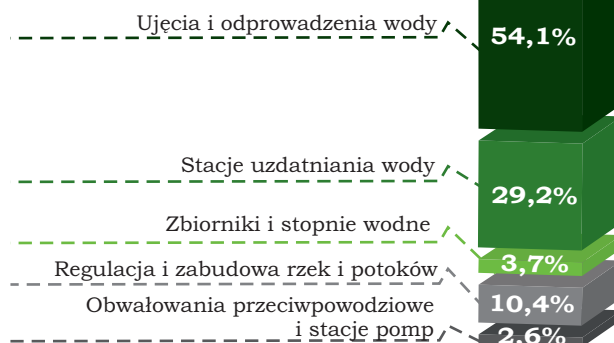 Ujęcia i odprowadzenia wody
54,1%
Stacje uzdatniania wody
29,2%
Zbiorniki i stopnie wodne
3,7%
Regulacja i zabudowa rzek i potoków
10,4%
Obwałowania przeciwpowodziowe
i stacje pomp
2,6%